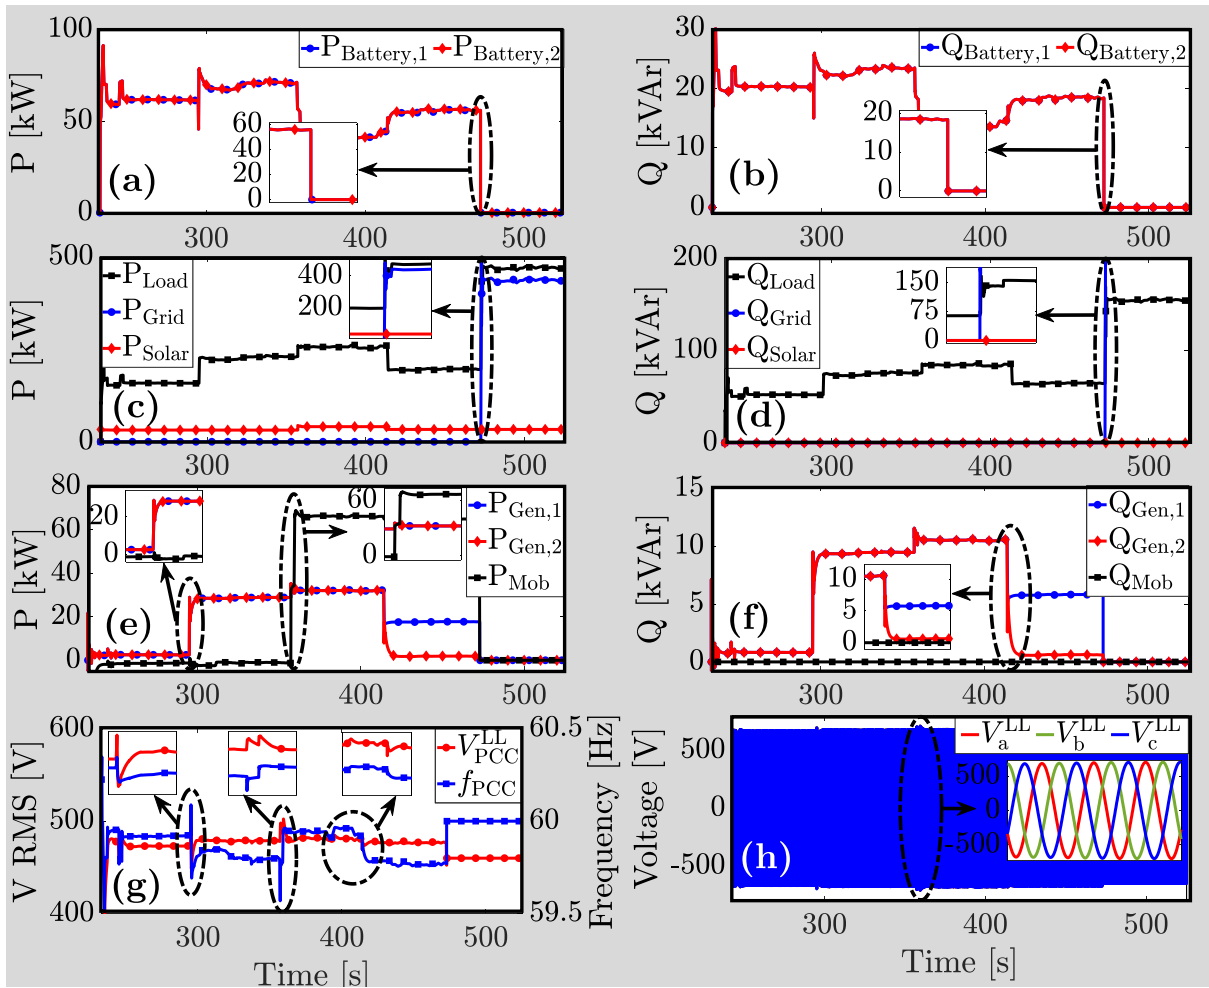 100
50
0
P [kW]
P_Battery,1 P_Battery,2
60
40
20
0
(a)
300 400 500
30
20
10
0
Q [kVAr]
Q_Battery,1 Q_Battery,2
20
10
0
(b)
300 400 500
500
0
P [kW]
P_Load
P_Grid
P_Solar
400
200
(c)
300 400 500
200
100
0
Q [kVAr]
Q_Load
Q_Grid
Q_Solar
150
75
0
(d)
300 400 500
80
60
40
20
0
P [kW]
20
0
60
0
P_Gen,1
P_Gen,2
P_Mob
(e)
300 400 500
15
10
5
0
Q [kVAr]
10
5
0
Q_Gen,1
Q_Gen,2
Q_Mob
(f)
300 400 500
600
500
400
V RMS [V]
V_PCC^LL
f_PCC
60.5
60
59.5
Frequency [Hz]
(g)
300 400 500
Time [s]
500
0
-500
Voltage [V]
V_a^LL V_b^LL V_c^LL
500
0
-500
(h)
300 400 500
Time [s]